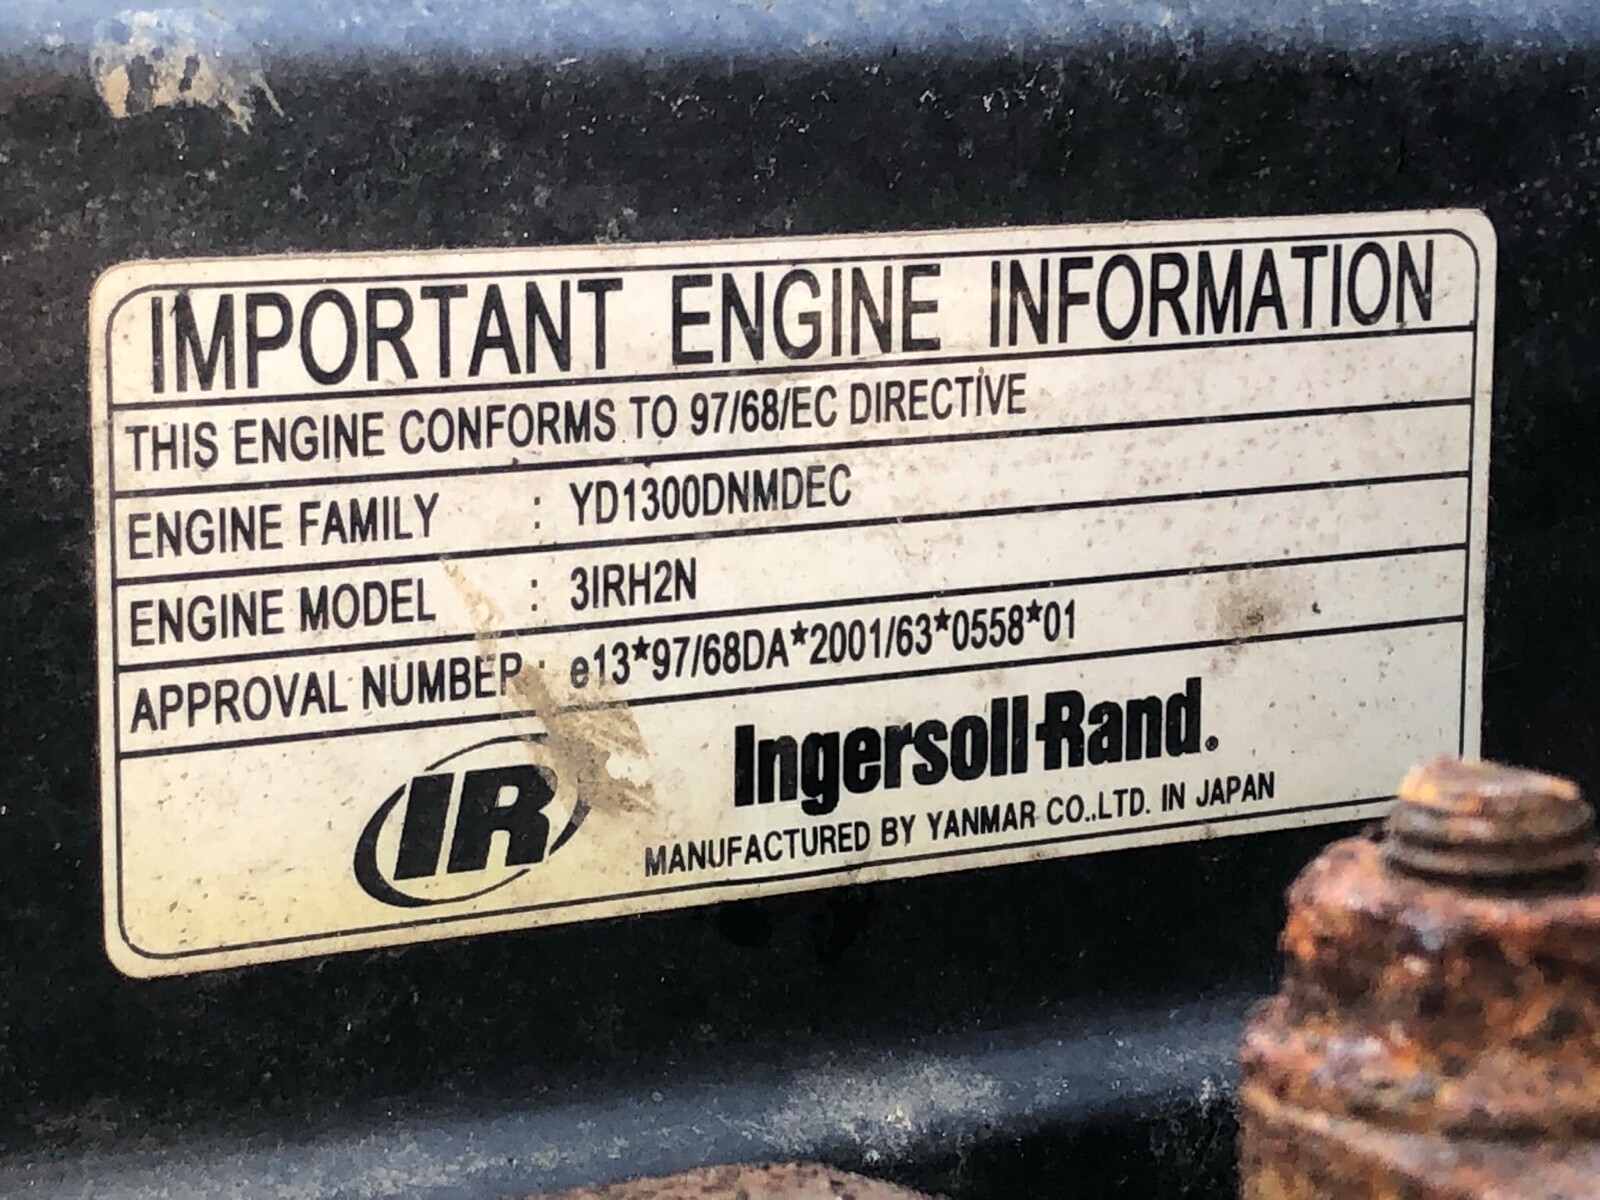 IMPORTANT ENGINE INFORMATION
THIS ENGINE CONFORMS TO 97/68/EC DIRECTIVE
ENGINE FAMILY : YD1300DNMDEC
ENGINE MODEL : 3IRH2N
APPROVAL NUMBER : e13*97/68DA*2001/63*0558*01
IR Ingersoll-Rand®
MANUFACTURED BY YANMAR CO.,LTD. IN JAPAN